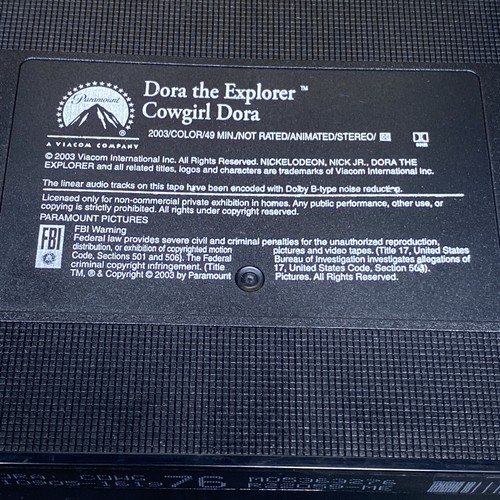 Paramount
A VIACOM COMPANY
Dora the Explorer ™
Cowgirl Dora
2003/COLOR/49 MIN./NOT RATED/ANIMATED/STEREO/
© 2003 Viacom International Inc. All Rights Reserved. NICKELODEON, NICK JR., DORA THE
EXPLORER and all related titles, logos and characters are trademarks of Viacom International Inc.
The linear audio tracks on this tape have been encoded with Dolby B-type noise reduction.
Licensed only for non-commercial private exhibition in homes. Any public performance, other use, or
copying is strictly prohibited. All rights under copyright reserved.
PARAMOUNT PICTURES
FBI
FBI Warning
Federal law provides severe civil and criminal penalties for the unauthorized reproduction,
distribution, or exhibition of copyrighted motion pictures and video tapes. (Title 17, United States
Code, Sections 501 and 506). The Federal Bureau of Investigation investigates allegations of
criminal copyright infringement. (Title 17, United States Code, Section 506).
TM, ® & Copyright © 2003 by Paramount Pictures. All Rights Reserved.
76